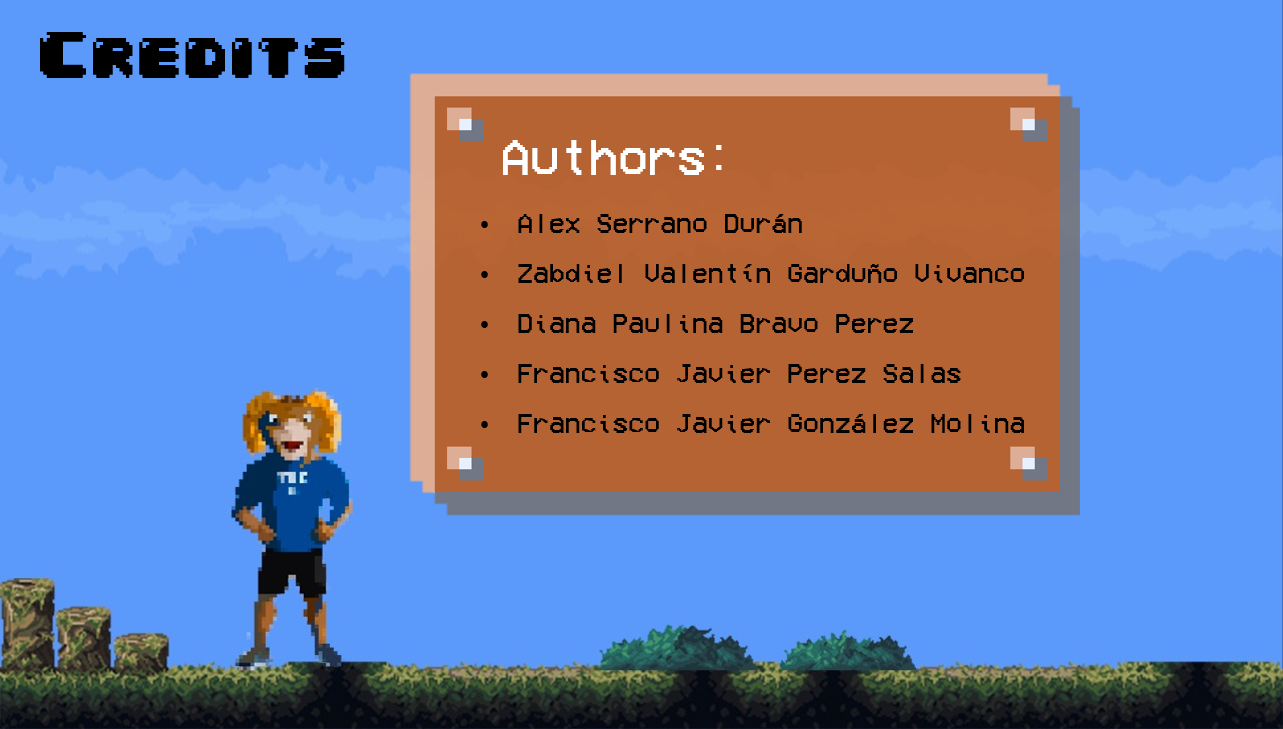 Credits
Authors:
• Alex Serrano Durán
• Zabdiel Valentín Garduño Vivanco
• Diana Paulina Bravo Perez
• Francisco Javier Perez Salas
• Francisco Javier González Molina